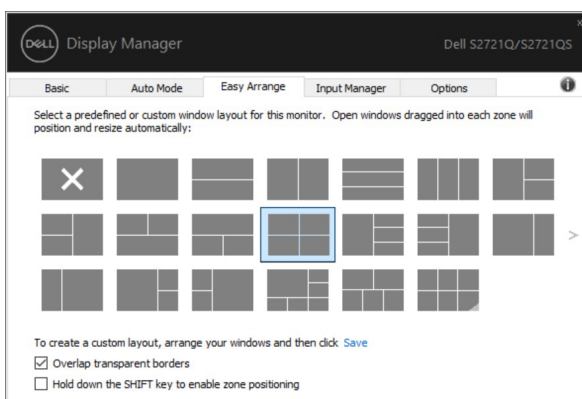 DELL Display Manager Dell S2721Q/S2721QS
Basic Auto Mode Easy Arrange Input Manager Options
Select a predefined or custom window layout for this monitor. Open windows dragged into each zone will
position and resize automatically:
To create a custom layout, arrange your windows and then click Save
Overlap transparent borders
Hold down the SHIFT key to enable zone positioning